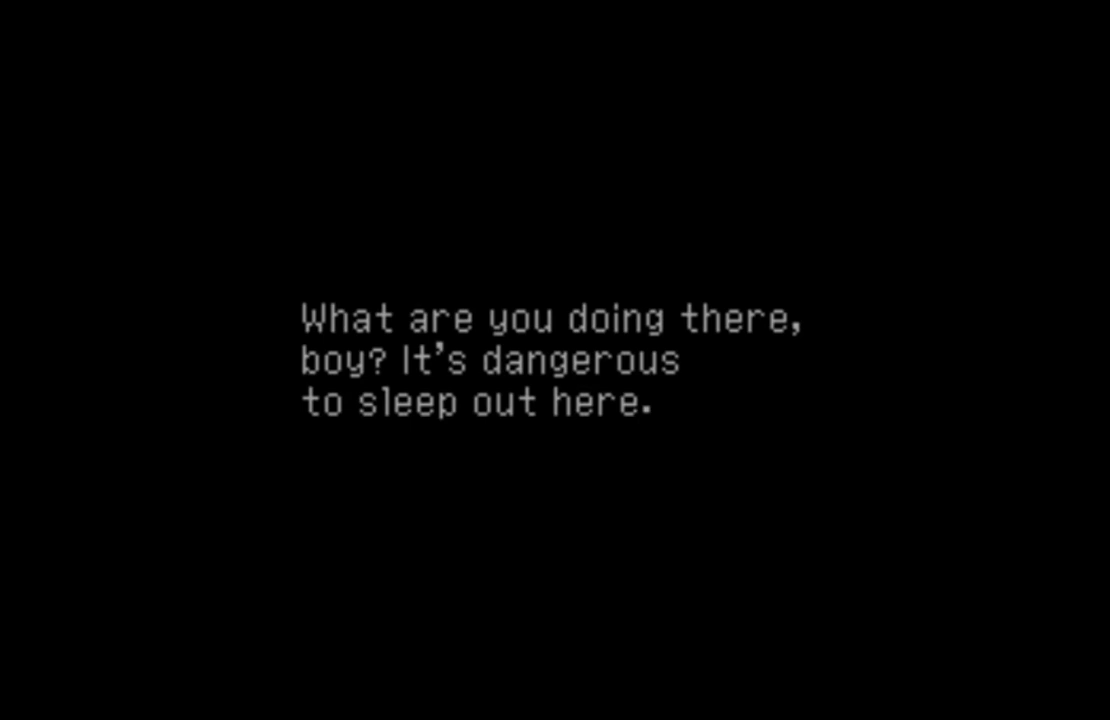 What are you doing there,
boy? It’s dangerous
to sleep out here.